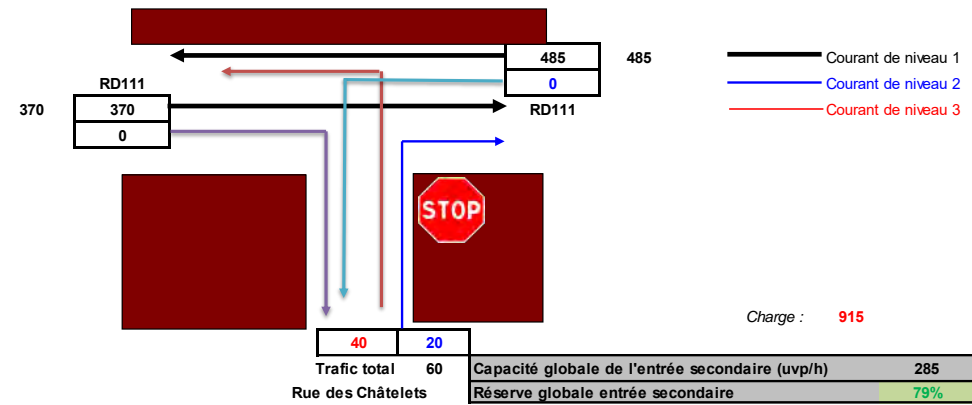 485 485
0
RD111
Courant de niveau 1
Courant de niveau 2
Courant de niveau 3
RD111
370 370
0
STOP
Charge : 915
40 20
Trafic total 60
Rue des Châtelets
Capacité globale de l'entrée secondaire (uvp/h) 285
Réserve globale entrée secondaire 79%